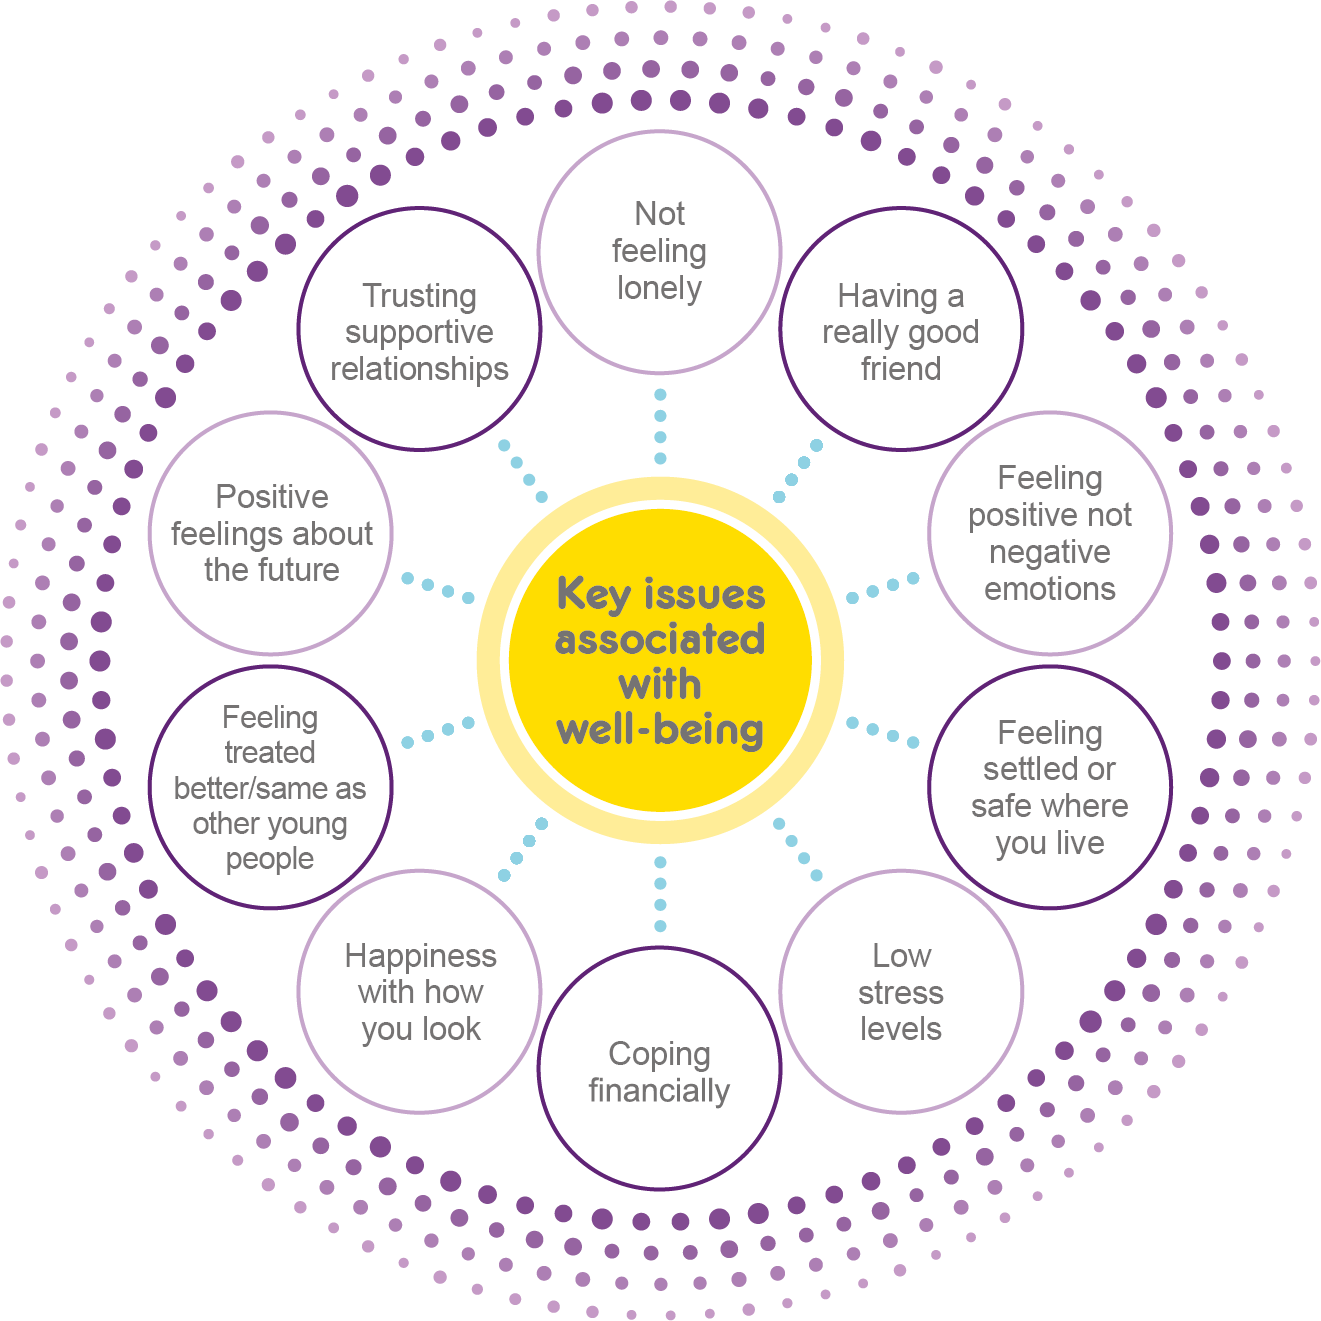 Not
feeling
lonely
Having a
really good
friend
Feeling
positive not
negative
emotions
Feeling
settled or
safe where
you live
Low
stress
levels
Coping
financially
Happiness
with how
you look
Feeling
treated
better/same as
other young
people
Positive
feelings about
the future
Trusting
supportive
relationships
Key issues
associated
with
well-being